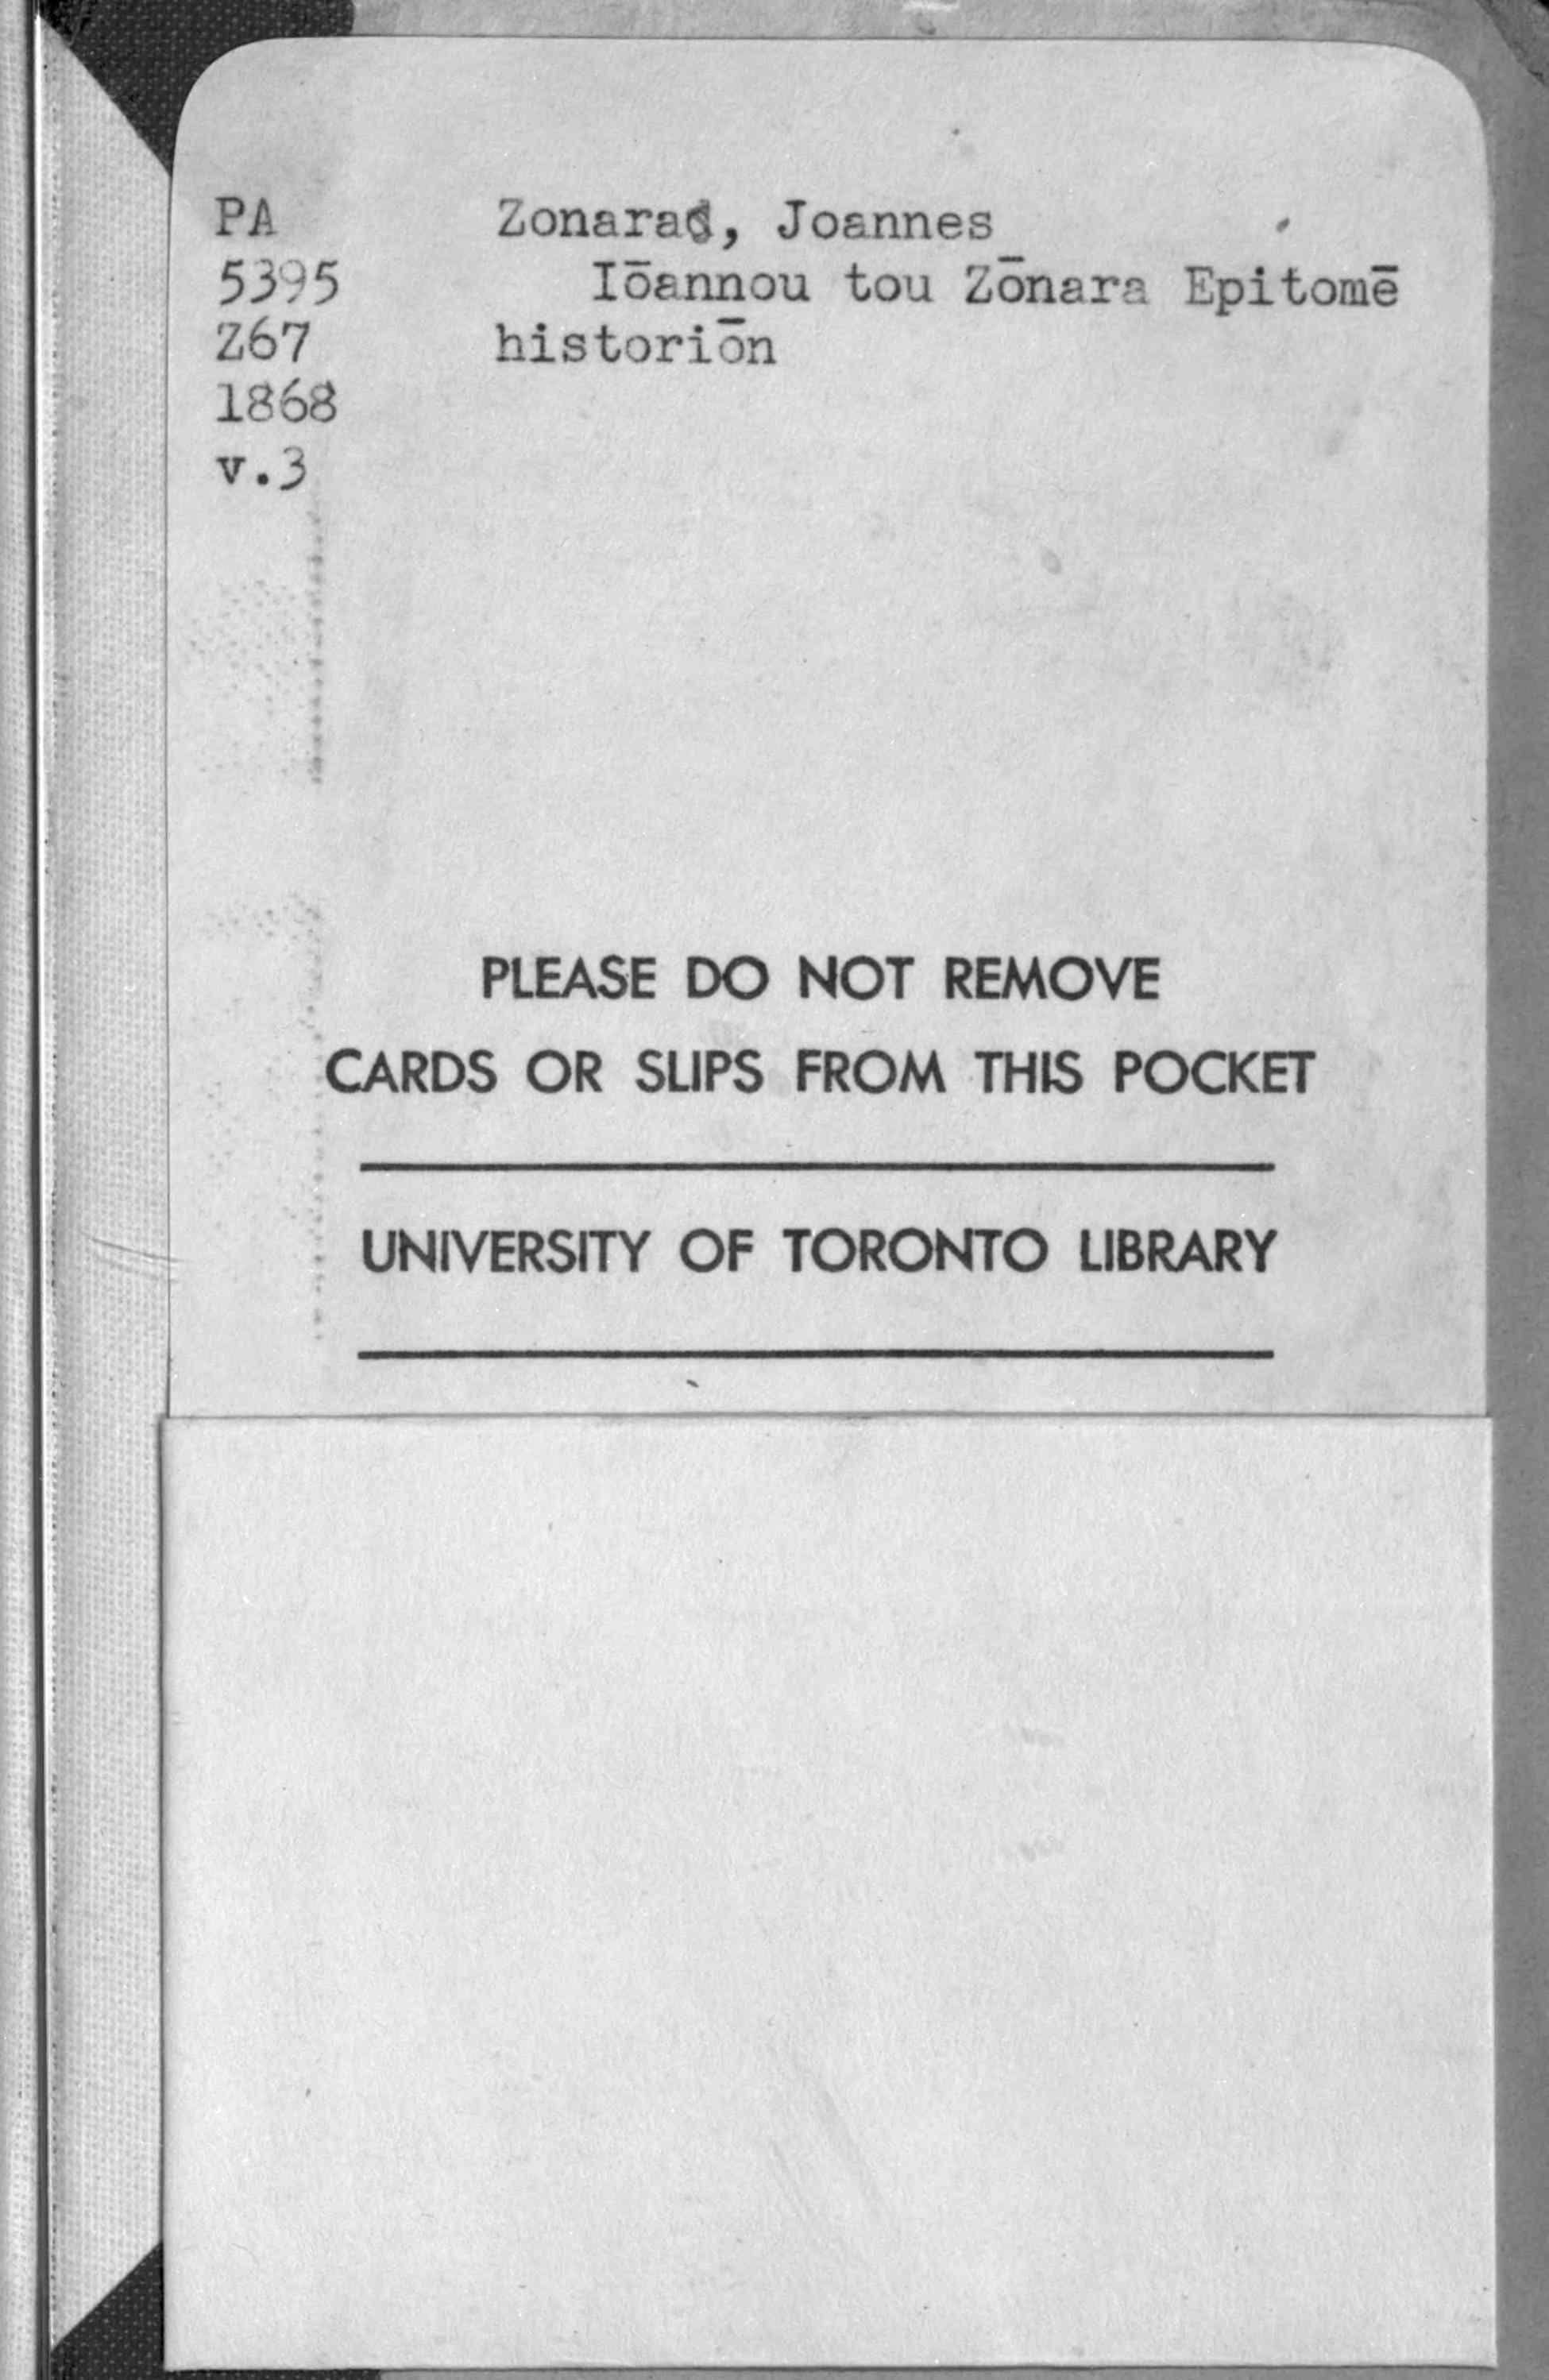 PA
5395
Z67
1868
v.3
Zonaras, Joannes
Iōannou tou Zōnara Epitomē
historiōn
PLEASE DO NOT REMOVE
CARDS OR SLIPS FROM THIS POCKET
UNIVERSITY OF TORONTO LIBRARY